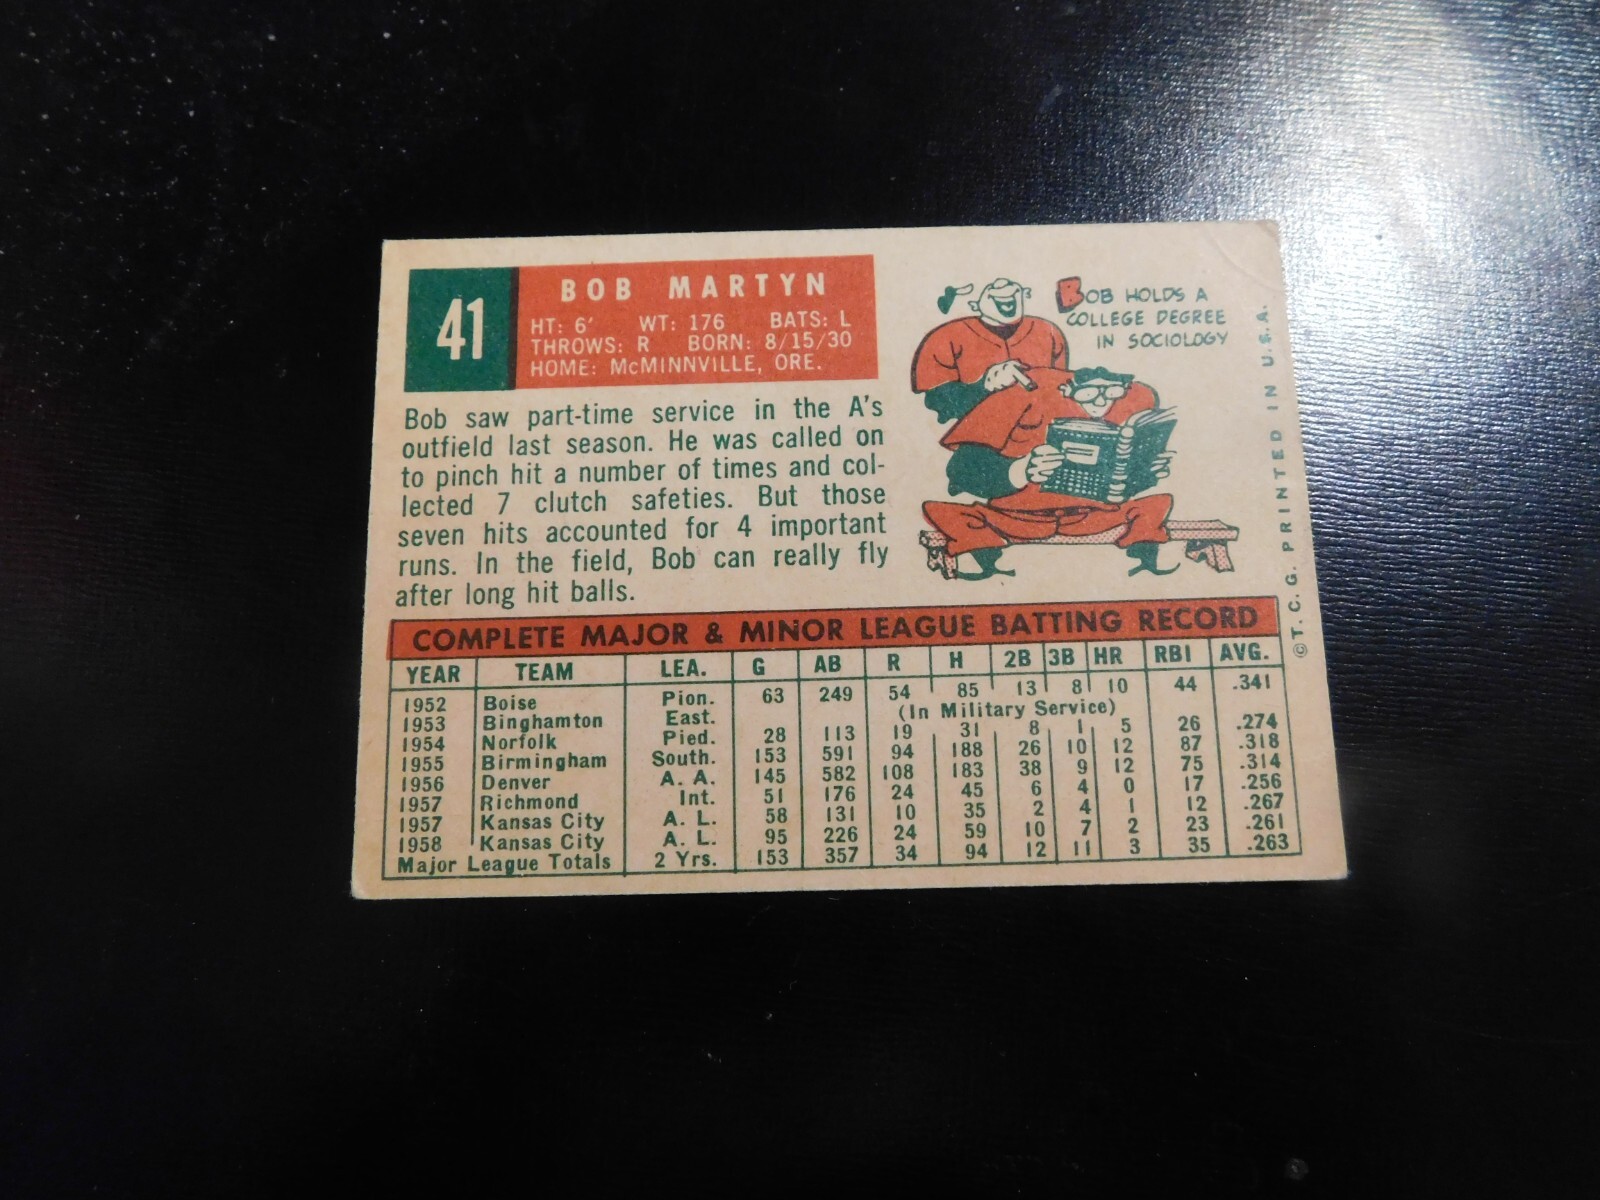 41
BOB MARTYN
HT: 6' WT: 176 BATS: L
THROWS: R BORN: 8/15/30
HOME: McMINNVILLE, ORE.
Bob saw part-time service in the A's
outfield last season. He was called on
to pinch hit a number of times and col-
lected 7 clutch safeties. But those
seven hits accounted for 4 important
runs. In the field, Bob can really fly
after long hit balls.
BOB HOLDS A
COLLEGE DEGREE
IN SOCIOLOGY
©T. C. G. PRINTED IN U.S.A.
COMPLETE MAJOR & MINOR LEAGUE BATTING RECORD
YEAR TEAM LEA. G AB R H 2B 3B HR RBI AVG.
1952 Boise Pion. 63 249 54 85 13 8 10 44 .341
1953 Binghamton East. (In Military Service)
1954 Norfolk Pied. 28 113 19 31 8 1 5 26 .274
1955 Birmingham South. 153 591 94 188 26 10 12 87 .318
1956 Denver A. A. 145 582 108 183 38 9 12 75 .314
1957 Richmond Int. 51 176 24 45 6 4 0 17 .256
1957 Kansas City A. L. 58 131 10 35 2 4 1 12 .267
1958 Kansas City A. L. 95 226 24 59 10 7 2 23 .261
Major League Totals 2 Yrs. 153 357 34 94 12 11 3 35 .263